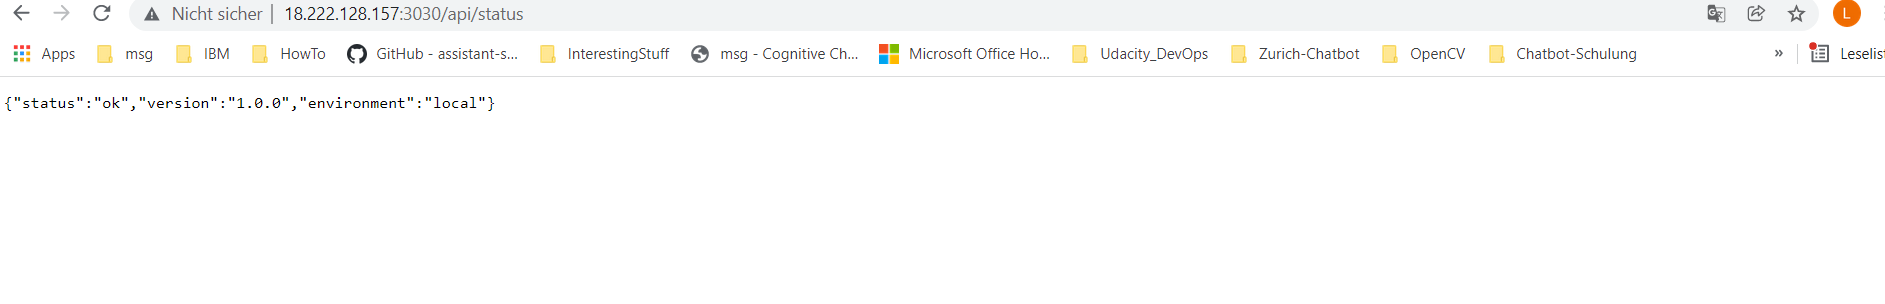 Nicht sicher | 18.222.128.157:3030/api/status L
Apps msg IBM HowTo GitHub - assistant-s... InterestingStuff msg - Cognitive Ch... Microsoft Office Ho... Udacity_DevOps Zurich-Chatbot OpenCV Chatbot-Schulung » Leselist
{"status":"ok","version":"1.0.0","environment":"local"}